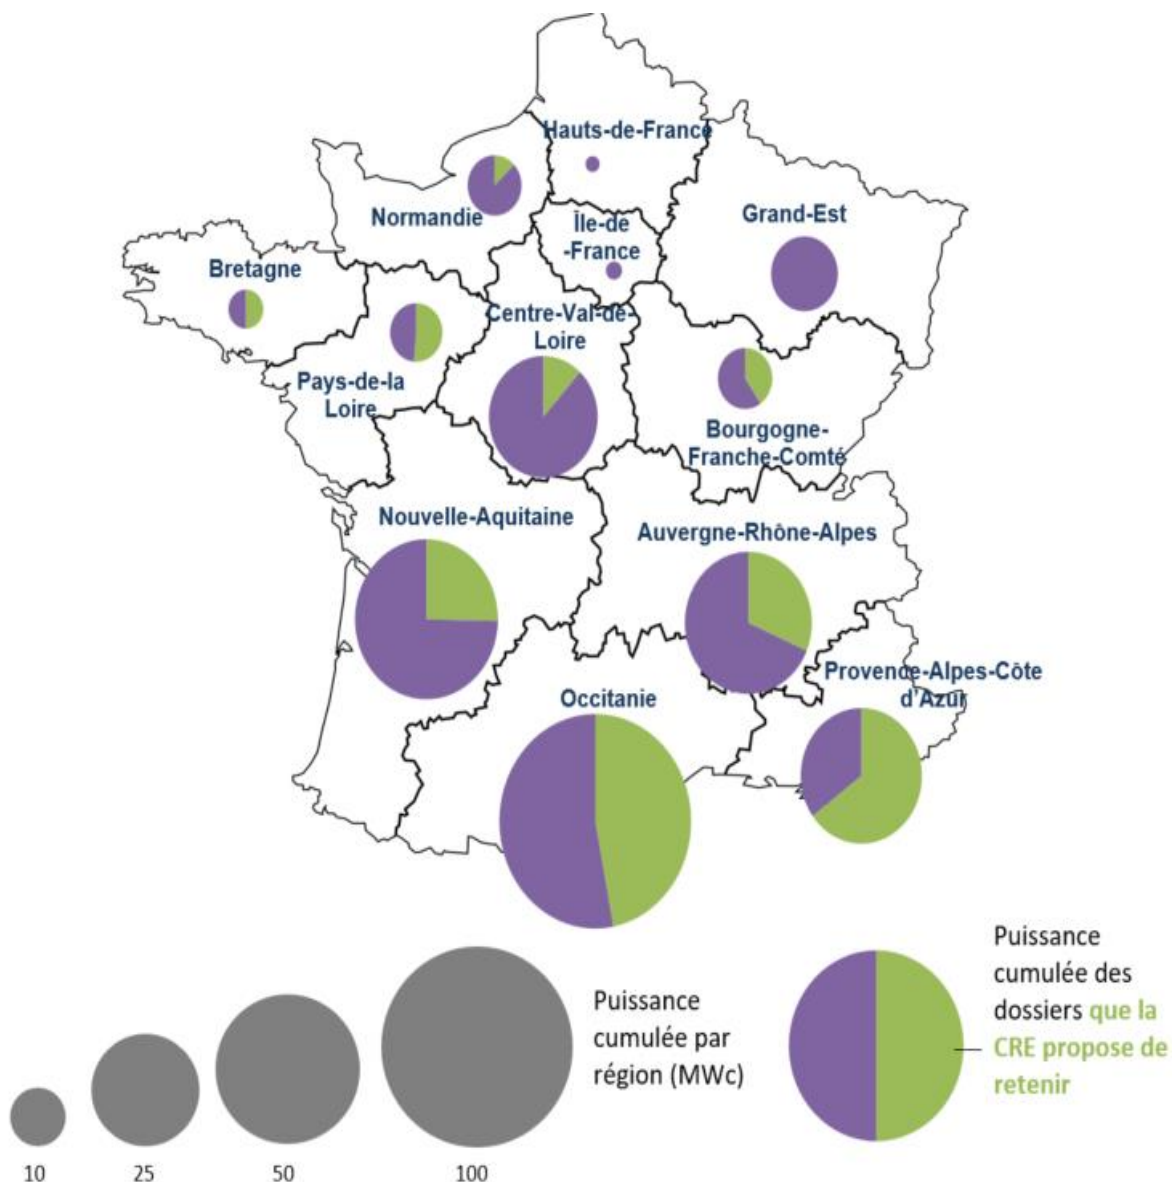 Hauts-de-France
Normandie
Île-de
-France
Grand-Est
Bretagne
Centre-Val-de-
Loire
Pays-de-la
Loire
Bourgogne-
Franche-Comté
Nouvelle-Aquitaine
Auvergne-Rhône-Alpes
Provence-Alpes-Côte
d'Azur
Occitanie
Puissance
cumulée par
région (MWc)
10
25
50
100
Puissance
cumulée des
dossiers que la
CRE propose de
retenir